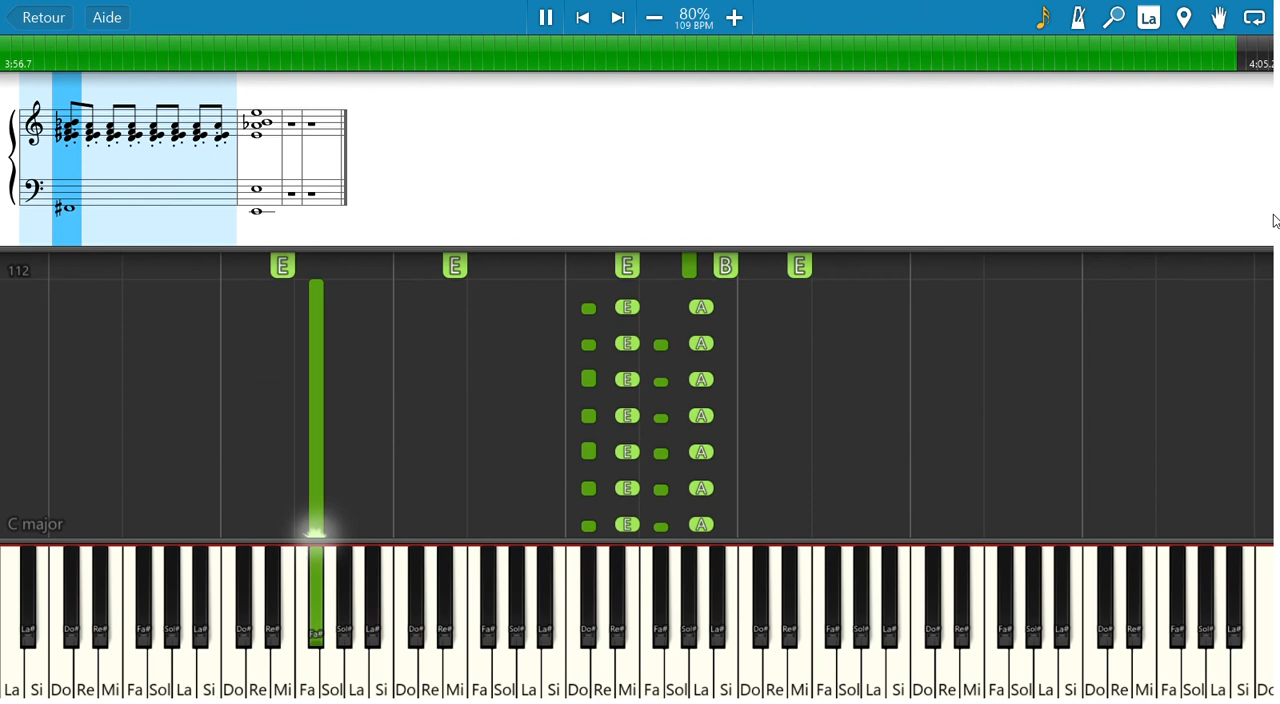 Retour Aide 80% La
109 BPM
3:56.7 4:05.2
112 E E E B E
E A
E A
E A
E A
E A
E A
E A
C major
La# Do# Re# Fa# Sol# La# Do# Re# Fa# Sol# La# Do# Re# Fa# Sol# La# Do# Re# Fa# Sol# La# Do# Re# Fa# Sol# La# Do# Re# Fa# Sol# La# Do# Re# Fa# Sol# La#
La Si Do Re Mi Fa Sol La Si Do Re Mi Fa Sol La Si Do Re Mi Fa Sol La Si Do Re Mi Fa Sol La Si Do Re Mi Fa Sol La Si Do Re Mi Fa Sol La Si Do Re Mi Fa Sol La Si Do